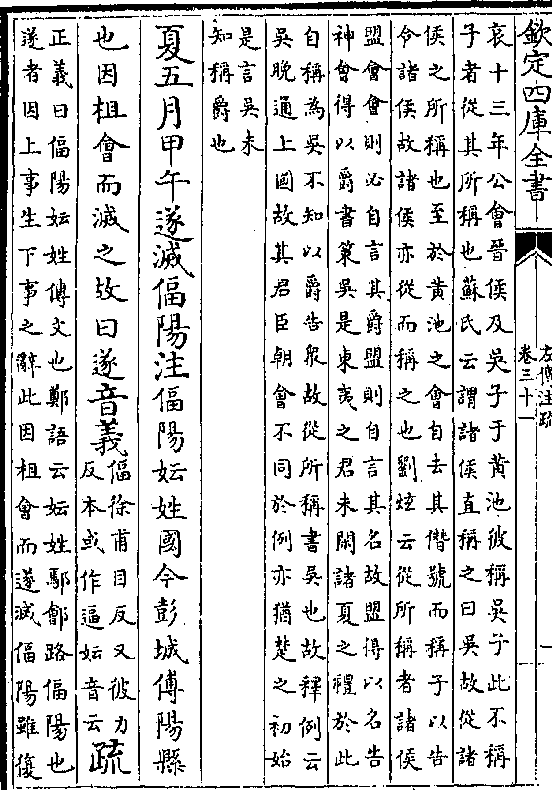 欽定四庫全書
左傳注疏
卷三十一
一
哀十三年公會晉侯及吳子于黃池彼稱吳子此不稱
子者從其所稱也蘇氏云謂諸侯直稱之曰吳故從諸
侯之所稱也至於黃池之會自去其僭號而稱子以告
令諸侯故諸侯亦從而稱之也劉炫云從所稱者諸侯
盟會會則必自言其爵盟則自言其名故盟得以名告
神會得以爵書策吳是東夷之君未閑諸夏之禮於此
自稱為吳不知以爵告衆故從所稱書吳也故釋例云
吳晚通上國故其君臣朝會不同於例亦猶楚之初始
是言吳未
知稱爵也
夏五月甲午遂滅偪陽注偪陽妘姓國今彭城傅陽縣
也因柤會而滅之故曰遂音義偪徐甫目反又彼力
反本或作逼妘音云疏
正義曰偪陽妘姓傳文也鄭語云妘姓鄢鄶路偪陽也
遂者因上事生下事之辭此因柤會而遂滅偪陽雖復